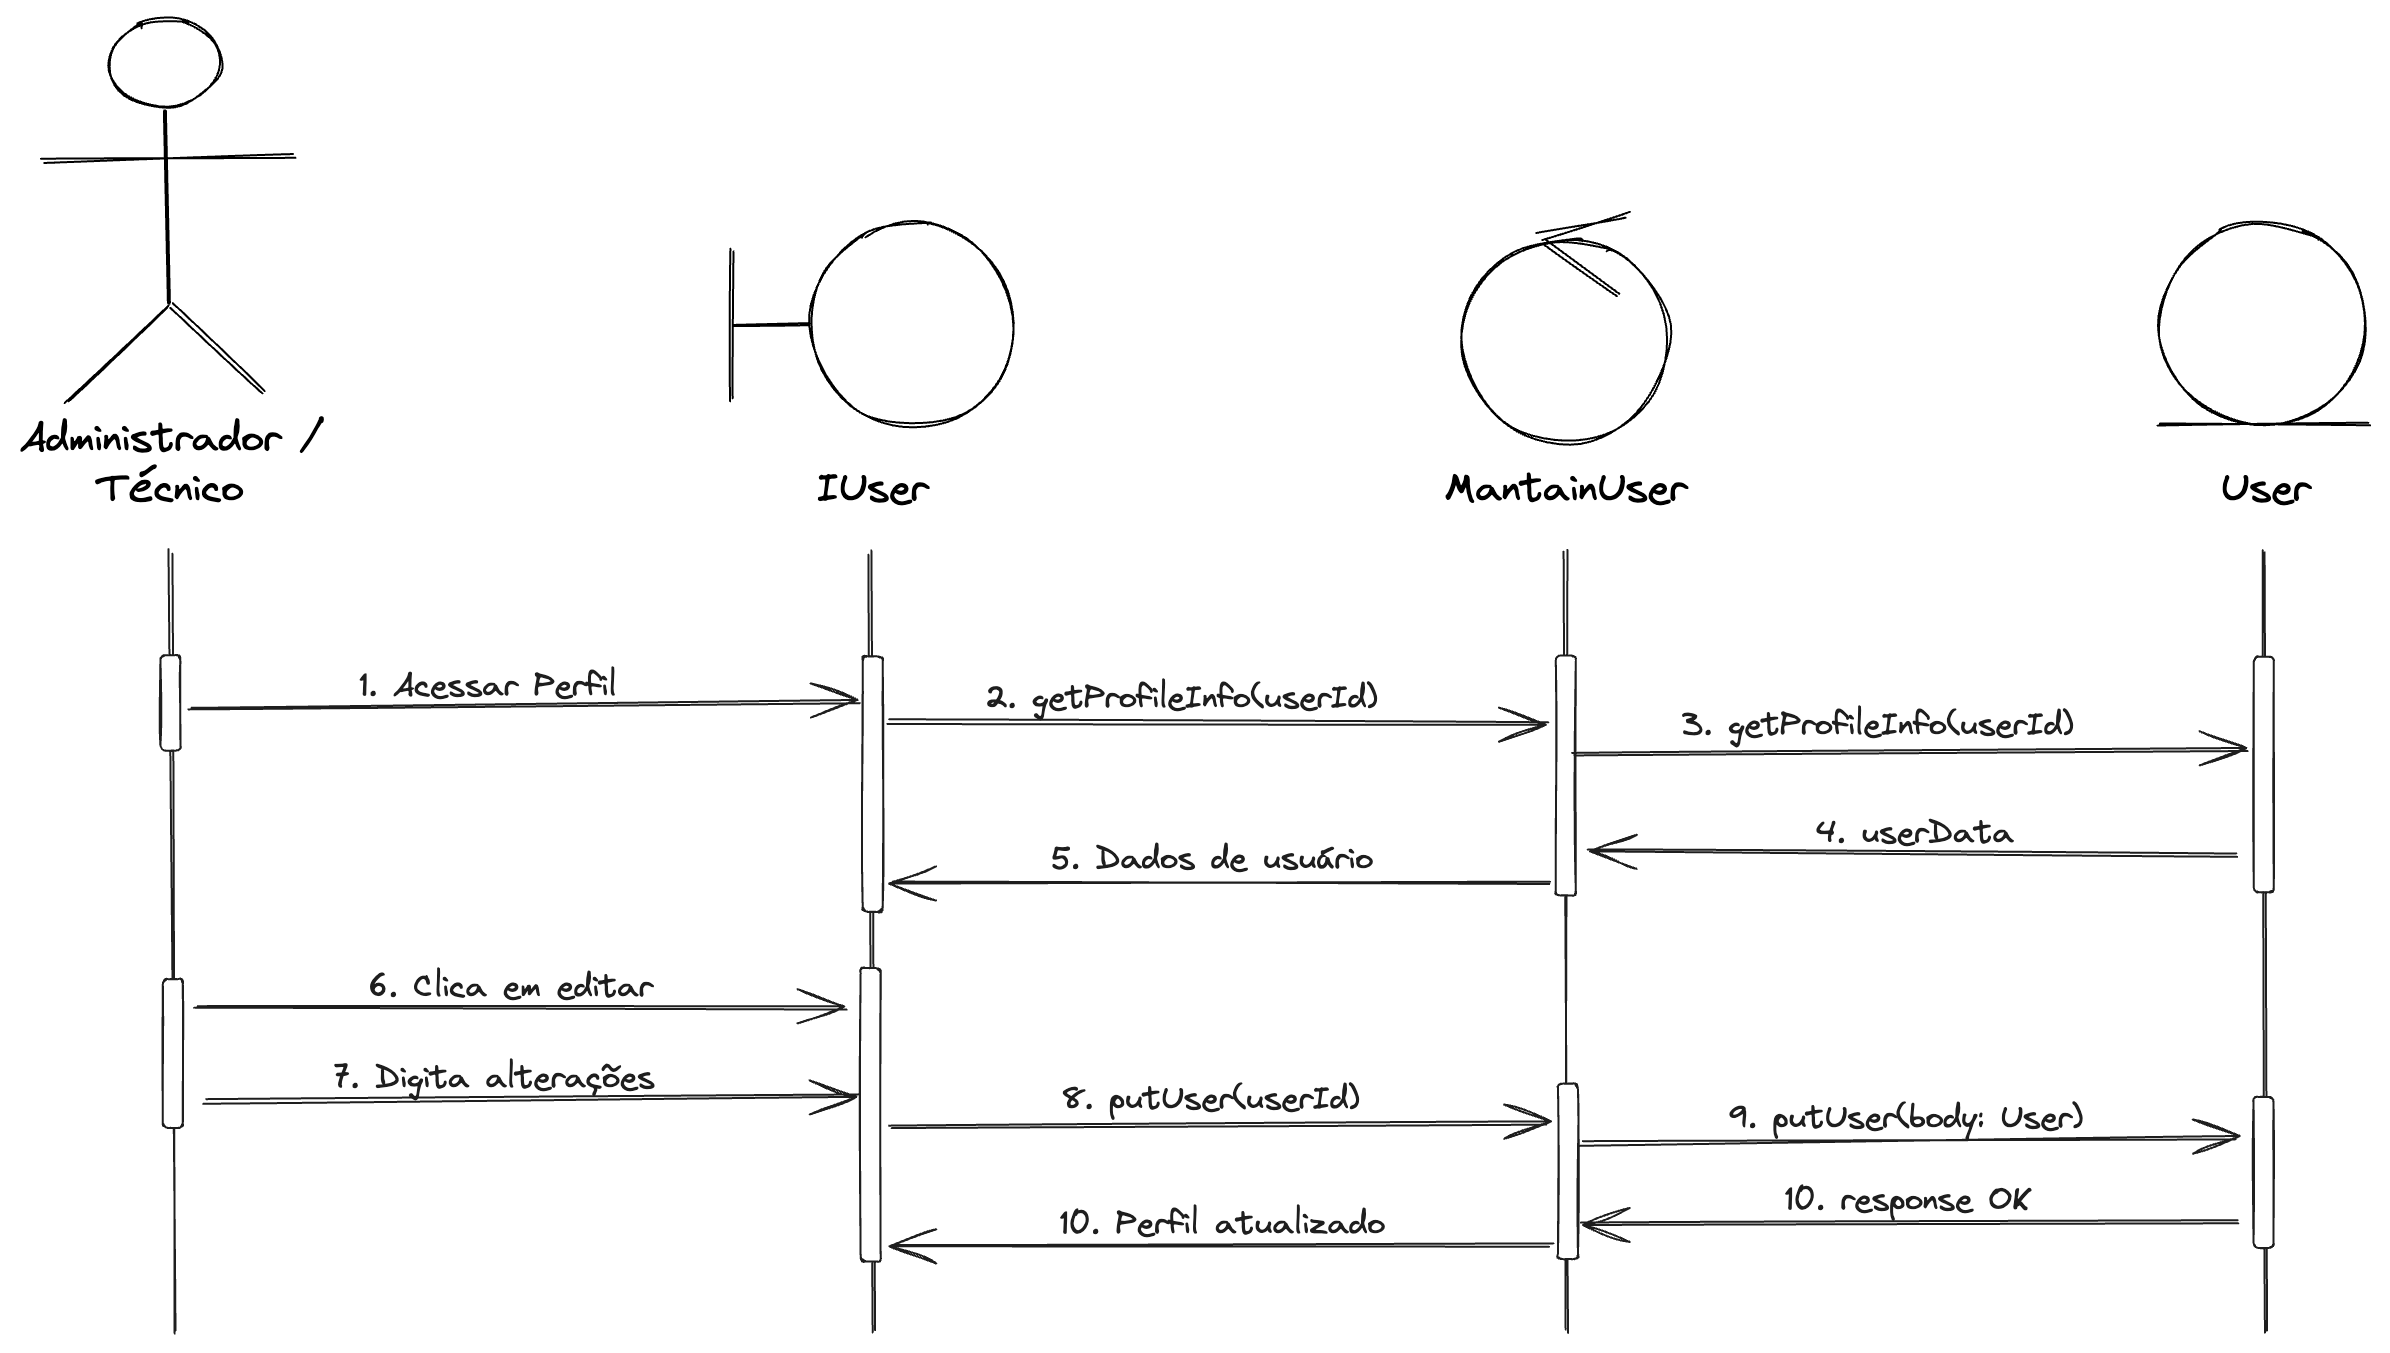 Administrador /
Técnico
IUser
MantainUser
User
1. Acessar Perfil
2. getProfileInfo(userId)
3. getProfileInfo(userId)
4. userData
5. Dados de usuário
6. Clica em editar
7. Digita alterações
8. putUser(userId)
9. putUser(body: User)
10. response OK
10. Perfil atualizado